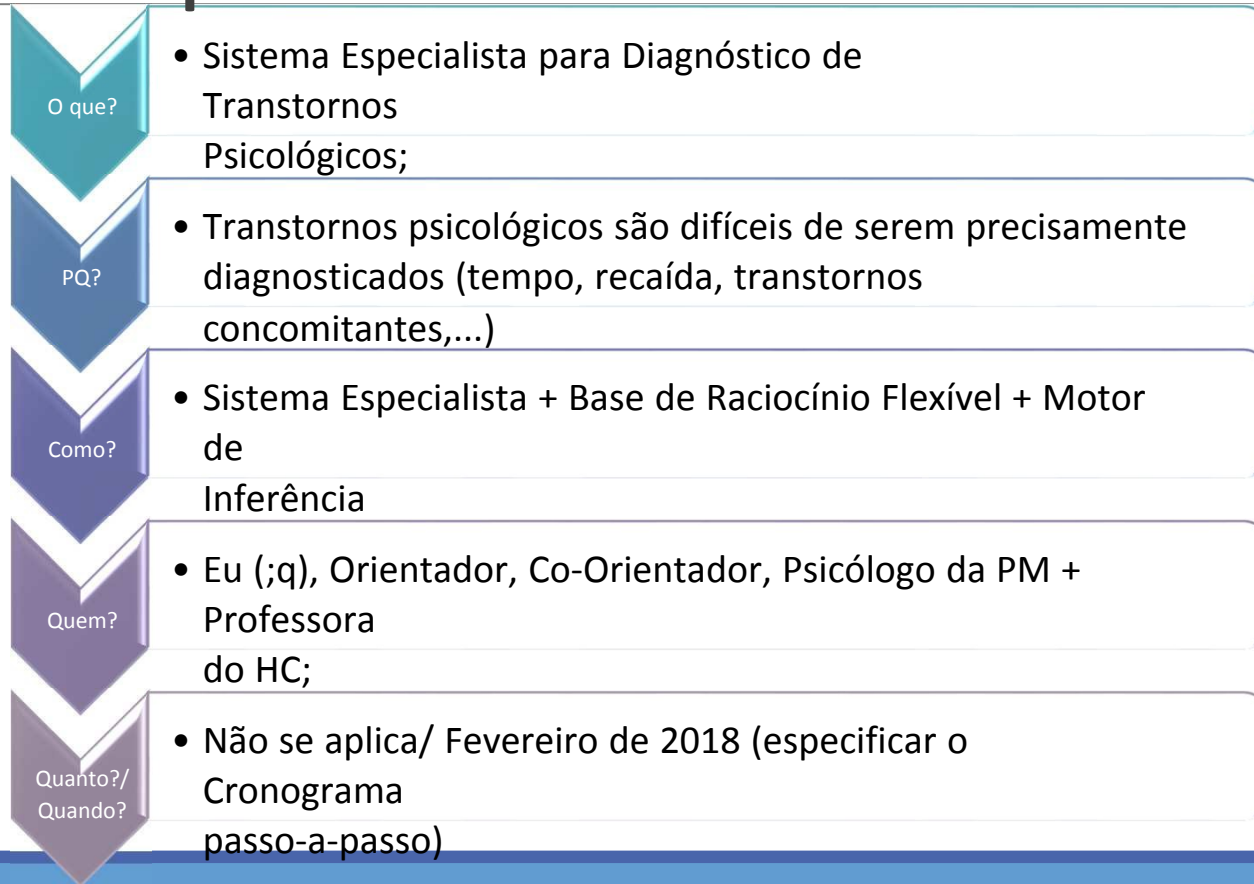 O que?
• Sistema Especialista para Diagnóstico de
Transtornos
Psicológicos;
PQ?
• Transtornos psicológicos são difíceis de serem precisamente
diagnosticados (tempo, recaída, transtornos
concomitantes,...)
Como?
• Sistema Especialista + Base de Raciocínio Flexível + Motor
de
Inferência
Quem?
• Eu (;q), Orientador, Co-Orientador, Psicólogo da PM +
Professora
do HC;
Quanto?/
Quando?
• Não se aplica/ Fevereiro de 2018 (especificar o
Cronograma
passo-a-passo)